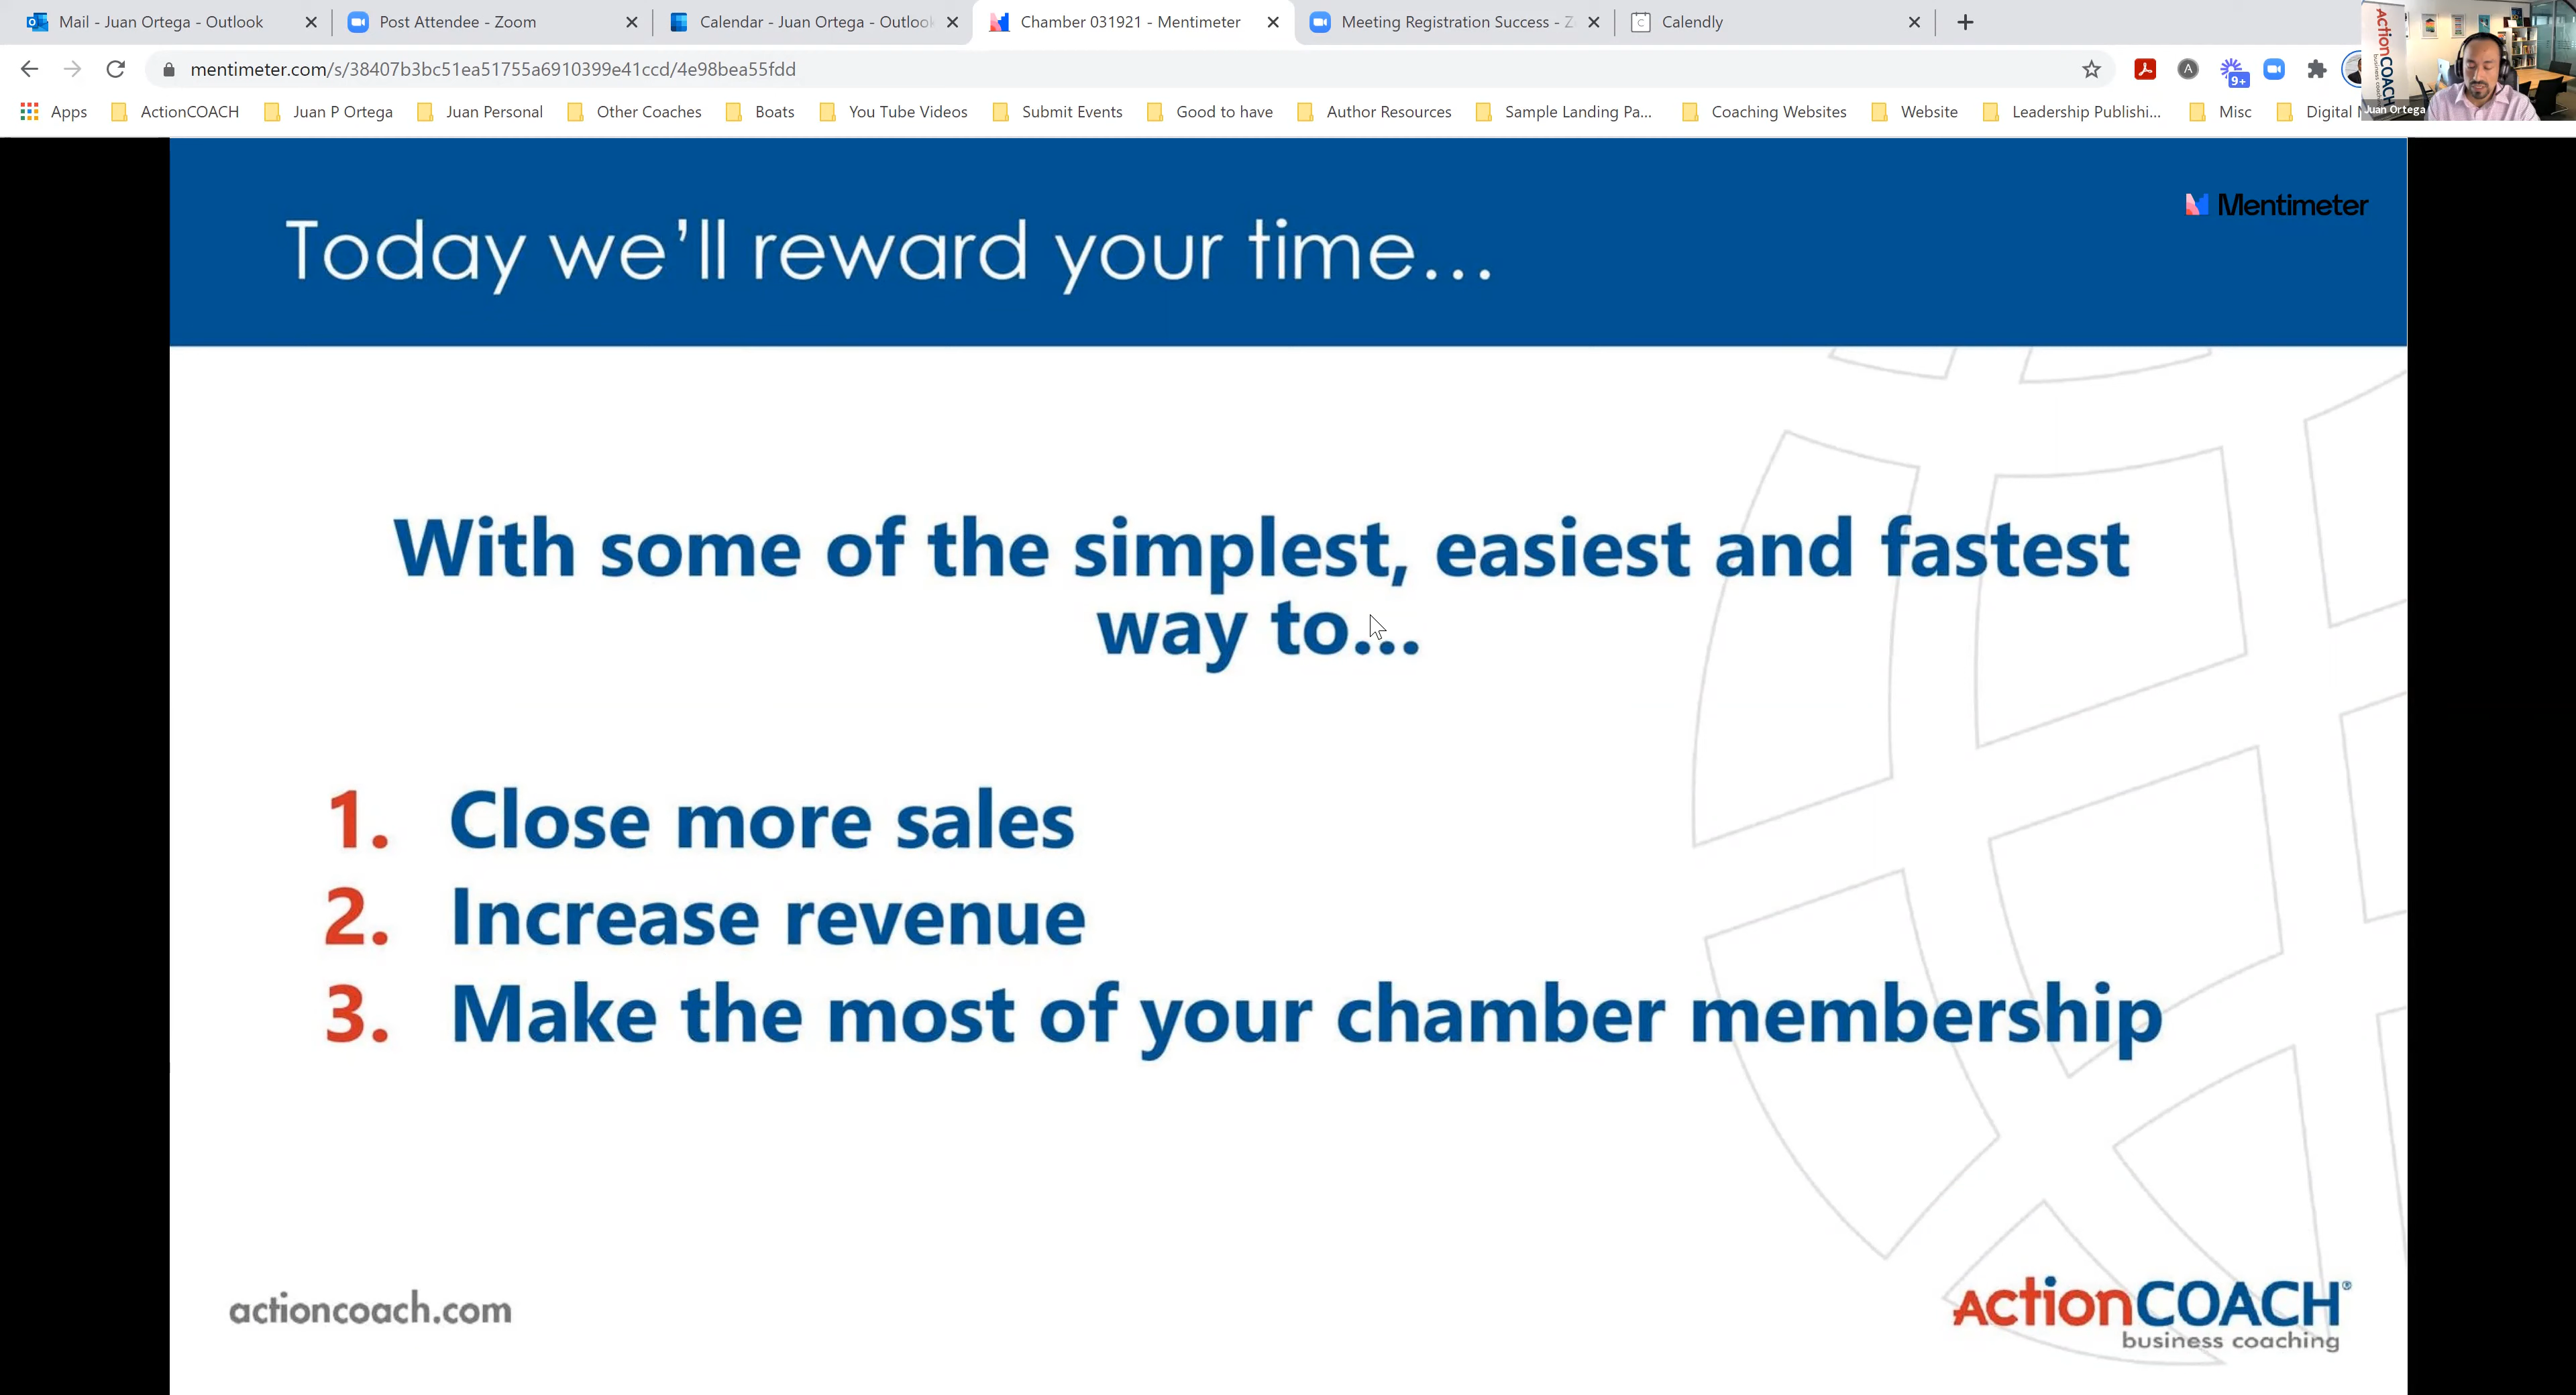 Mail - Juan Ortega - Outlook
Post Attendee - Zoom
Calendar - Juan Ortega - Outlook
Chamber 031921 - Mentimeter
Meeting Registration Success - Z
Calendly
mentimeter.com/s/38407b3bc51ea51755a6910399e41ccd/4e98bea55fdd
A
9+
Apps
ActionCOACH
Juan P Ortega
Juan Personal
Other Coaches
Boats
You Tube Videos
Submit Events
Good to have
Author Resources
Sample Landing Pa...
Coaching Websites
Website
Leadership Publishi...
Misc
Digital
ActionCOACH
business coaching
Juan Ortega
Mentimeter
Today we'll reward your time...
With some of the simplest, easiest and fastest
way to...
1. Close more sales
2. Increase revenue
3. Make the most of your chamber membership
actioncoach.com
ActionCOACH®
business coaching